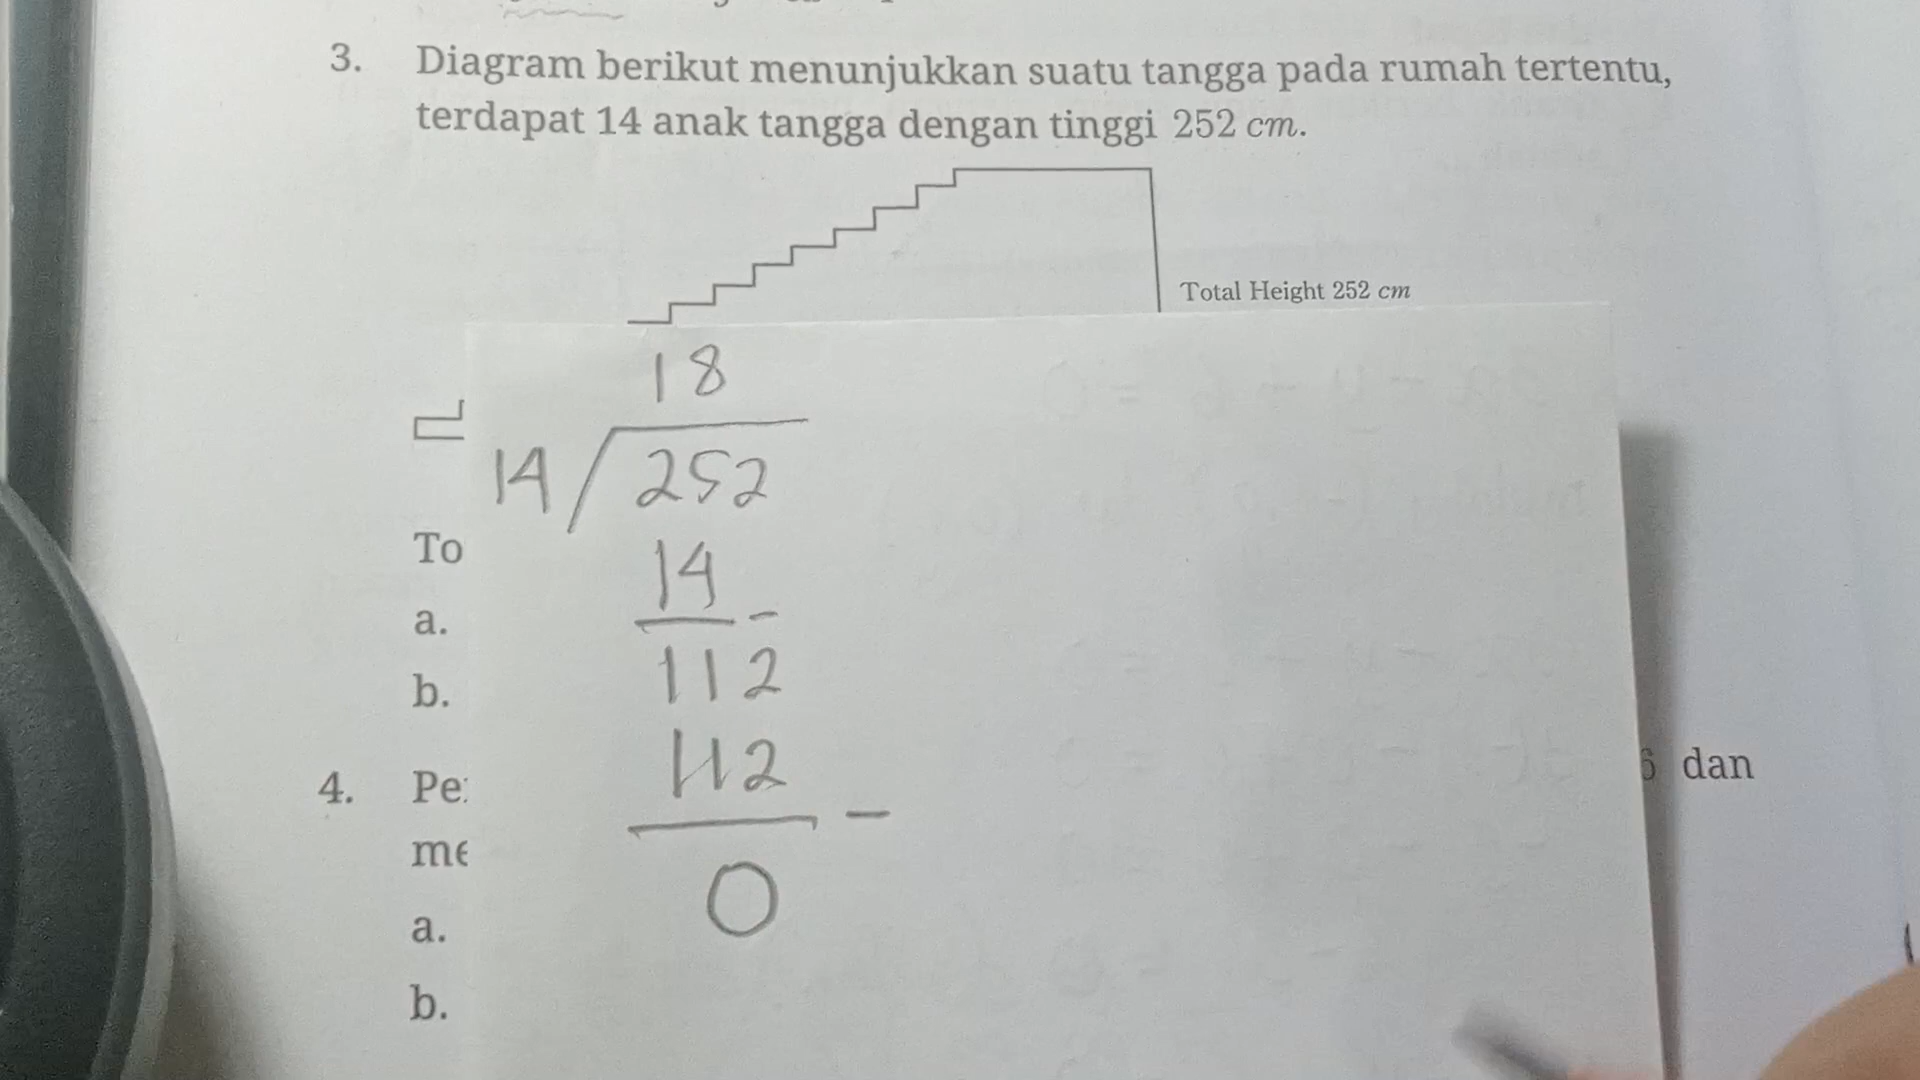 3. Diagram berikut menunjukkan suatu tangga pada rumah tertentu,
terdapat 14 anak tangga dengan tinggi 252 cm.
Total Height 252 cm
18
14 / 252
14
-
112
112
-
0
To
a.
b.
4. Pe
6 dan
me
a.
b.